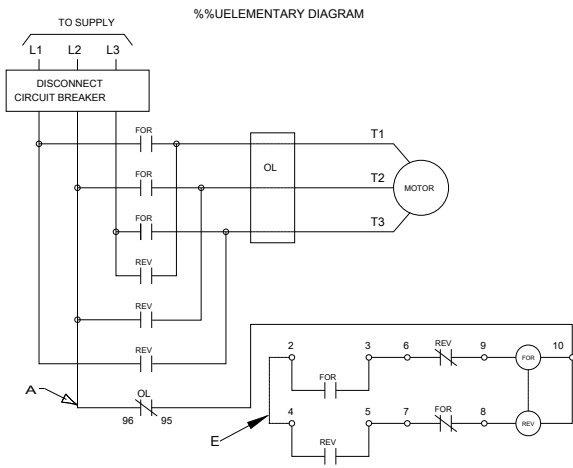 %%UELEMENTARY DIAGRAM
TO SUPPLY
L1 L2 L3
DISCONNECT
CIRCUIT BREAKER
FOR
T1
OL
FOR
T2
MOTOR
FOR
T3
REV
REV
REV
2 3 6 REV 9 FOR 10
FOR
A
OL
96 95
4 5 7 FOR 8 REV
E
REV